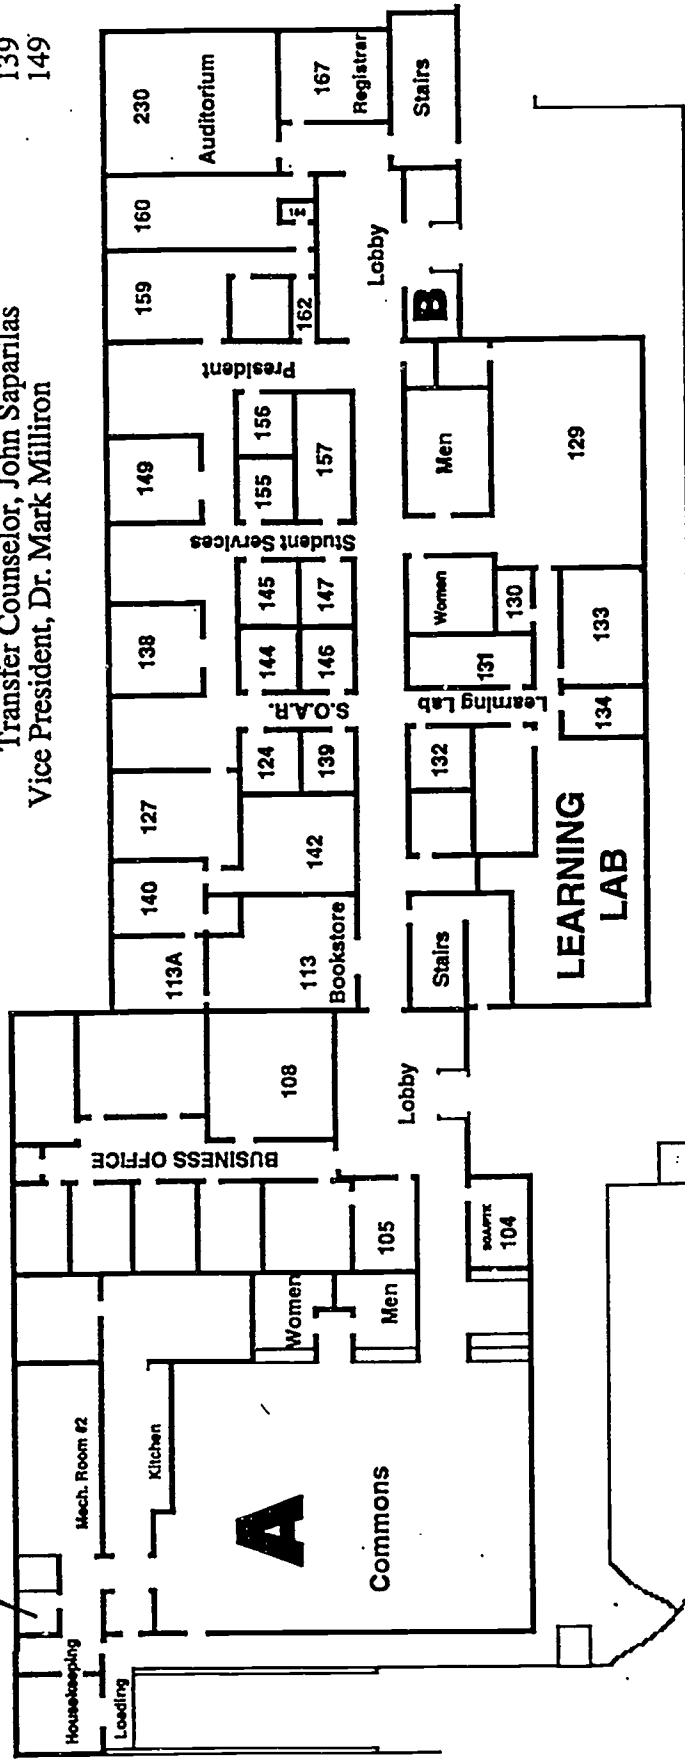 Transfer Counselor, John Saparilas
139
Vice President, Dr. Mark Milliron
149
230
Auditorium
167
Registrar
Stairs
160
164
159
162
Lobby
B
President
149
156
155
157
Men
129
Student Services
138
145
147
144
146
Women
130
131
133
S.O.A.R.
Learning Lab
134
127
124
139
132
140
142
LEARNING
LAB
113A
113
Bookstore
Stairs
108
Lobby
BUSINESS OFFICE
105
104
Women
Men
Mech. Room #2
Kitchen
A
Commons
Housekeeping
Loading